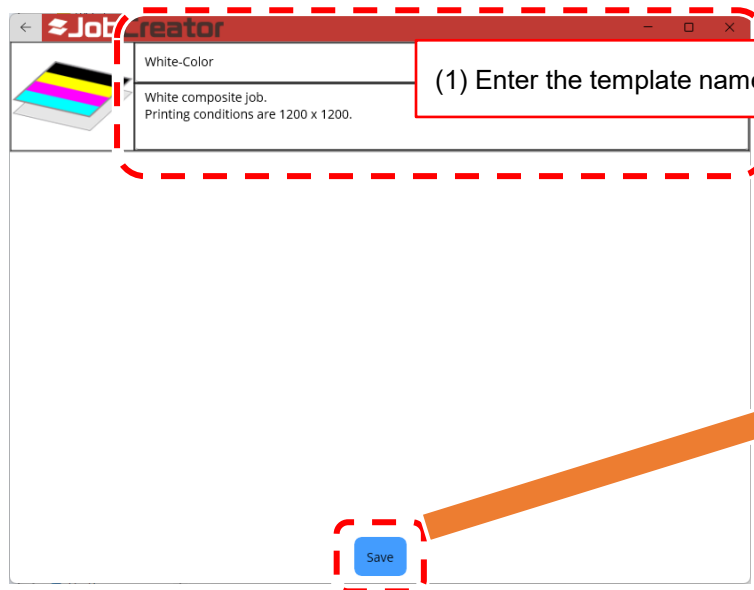 JobCreator
White-Color
(1) Enter the template name
White composite job.
Printing conditions are 1200 x 1200.
Save